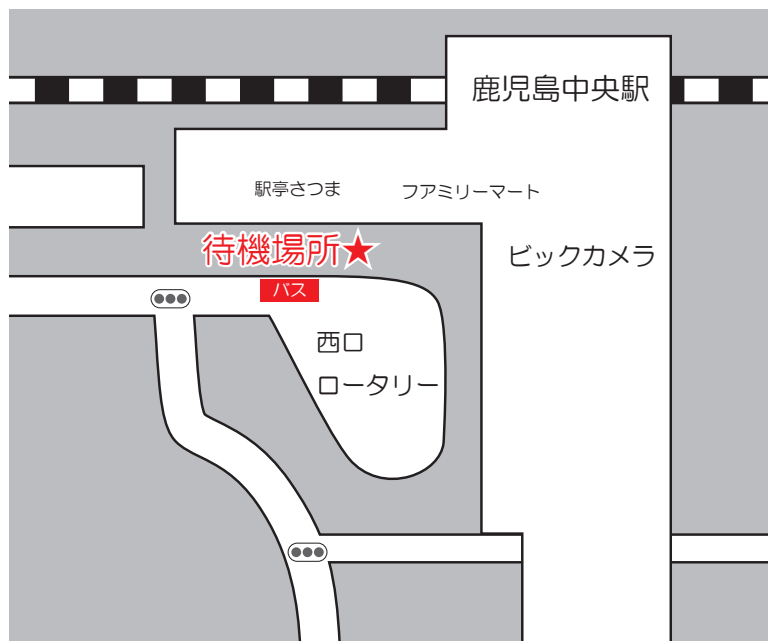 鹿児島中央駅
駅亭さつま
フアミリーマート
待機場所★
ビックカメラ
バス
西口
ロータリー